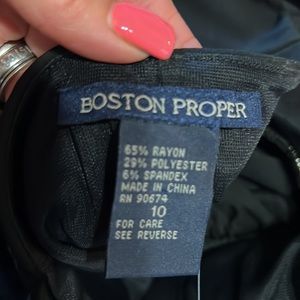 BOSTON PROPER
65% RAYON
29% POLYESTER
6% SPANDEX
MADE IN CHINA
RN 90674
10
FOR CARE
SEE REVERSE